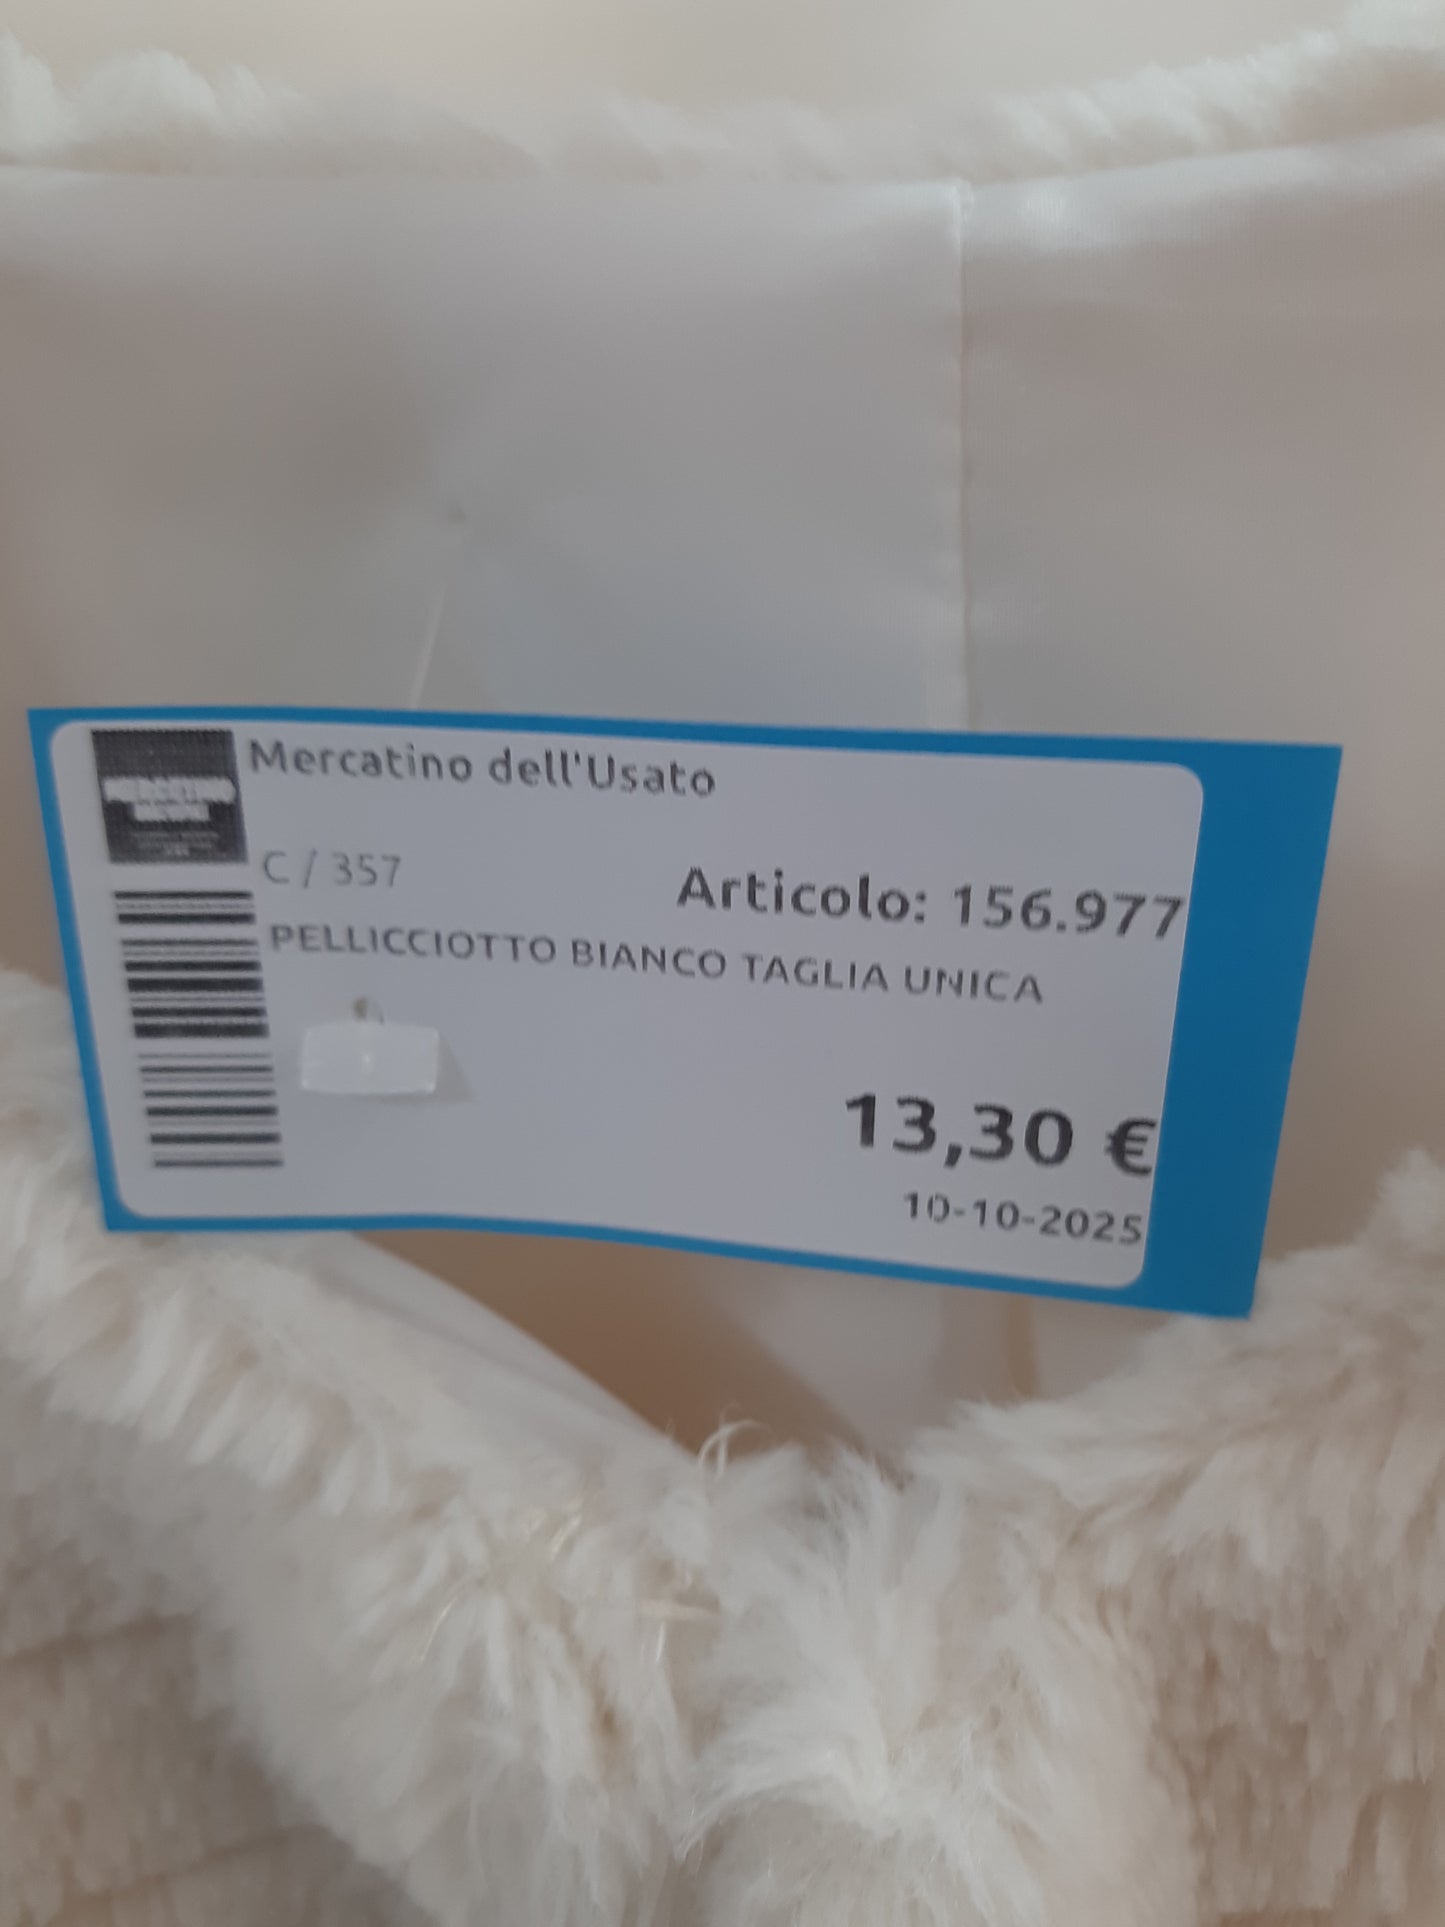 Mercatino dell'Usato
C / 357
Articolo: 156.977
PELLICCIOTTO BIANCO TAGLIA UNICA
13,30 €
10-10-2025